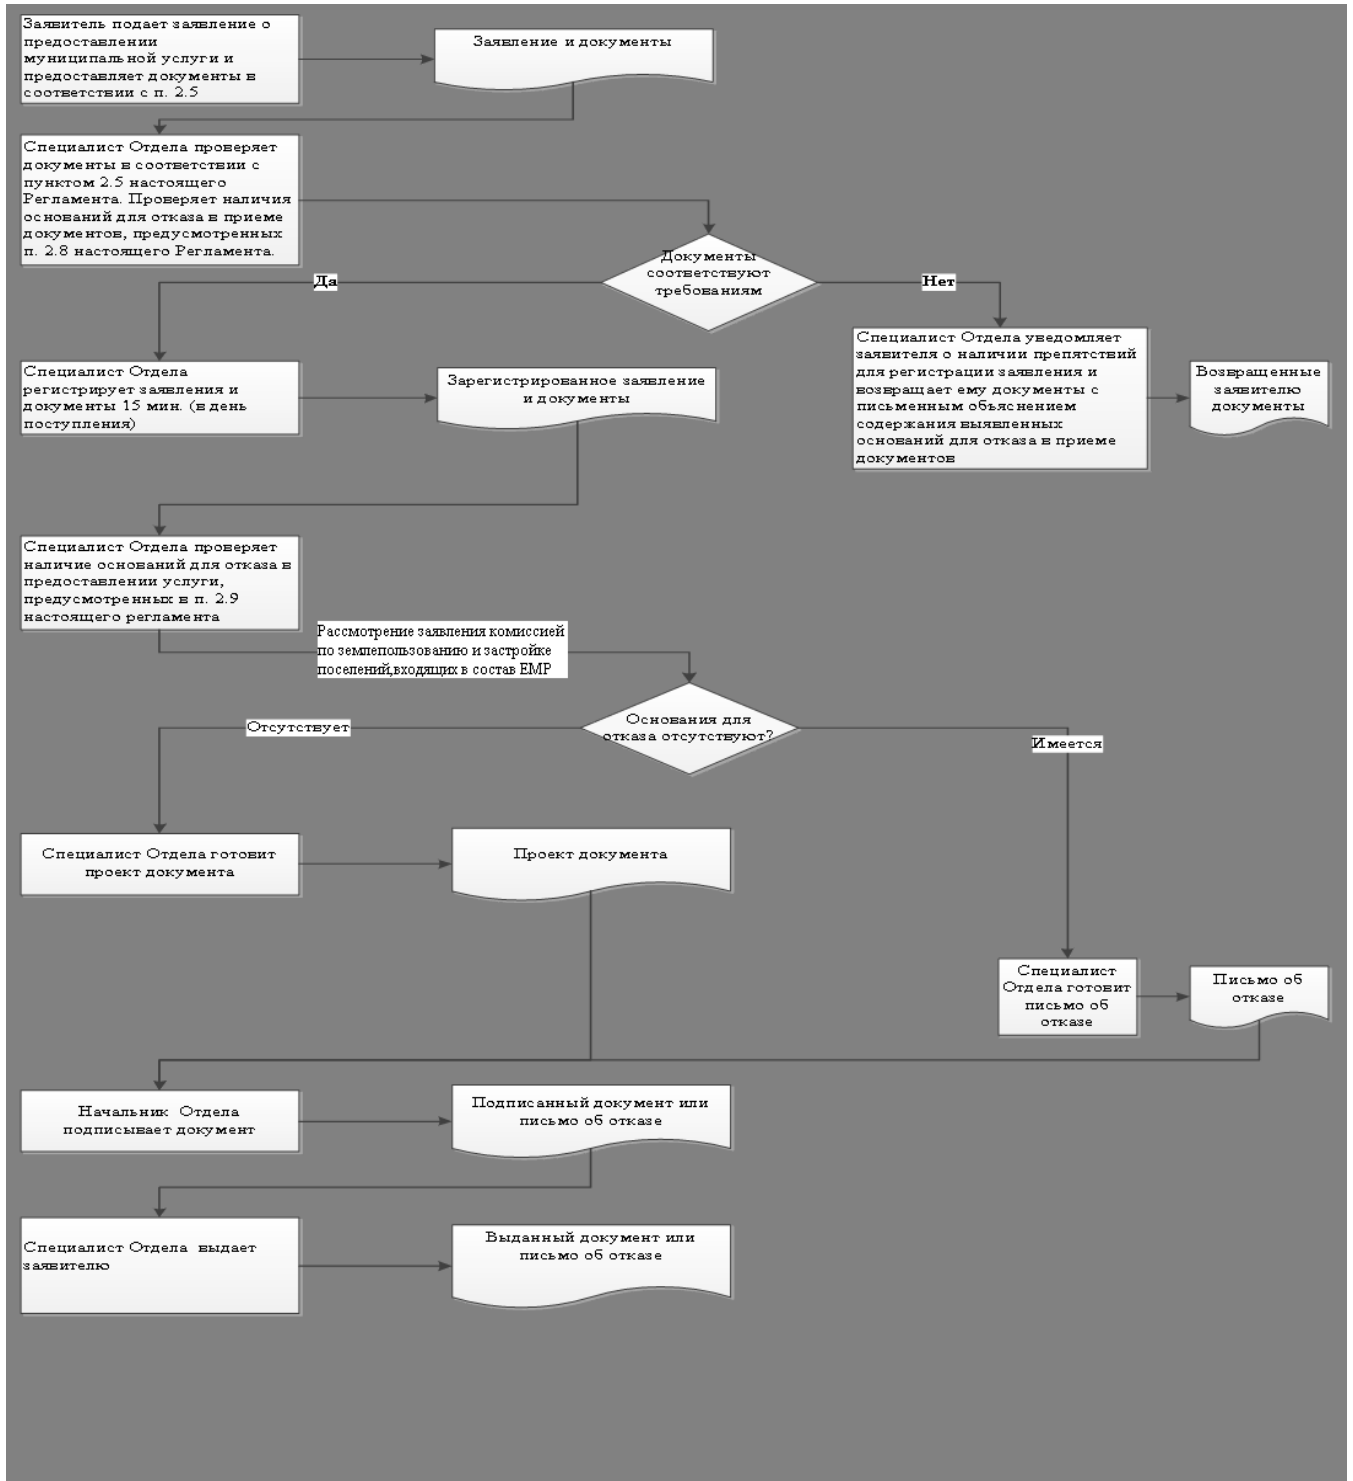 Заявитель подает заявление о
предоставлении
муниципальной услуги и
предоставляет документы в
соответствии с п. 2.5
Заявление и документы
Специалист Отдела проверяет
документы в соответствии с
пунктом 2.5 настоящего
Регламента. Проверяет наличия
оснований для отказа в приеме
документов, предусмотренных
п. 2.8 настоящего Регламента.
Документы
соответствуют
требованиям
Да
Нет
Специалист Отдела уведомляет
заявителя о наличии препятствий
для регистрации заявления и
возвращает ему документы с
письменным объяснением
содержания выявленных
оснований для отказа в приеме
документов
Возвращенные
заявителю
документы
Специалист Отдела
регистрирует заявления и
документы 15 мин. (в день
поступления)
Зарегистрированное заявление
и документы
Специалист Отдела проверяет
наличие оснований для отказа в
предоставлении услуги,
предусмотренных в п. 2.9
настоящего регламента
Рассмотрение заявления комиссией
по землепользованию и застройке
поселений,входящих в состав ЕМР
Основания для
отказа отсутствуют?
Отсутствует
Имеется
Специалист Отдела готовит
проект документа
Проект документа
Специалист
Отдела готовит
письмо об
отказе
Письмо об
отказе
Начальник  Отдела
подписывает документ
Подписанный документ или
письмо об отказе
Специалист Отдела  выдает
заявителю
Выданный документ или
письмо об отказе